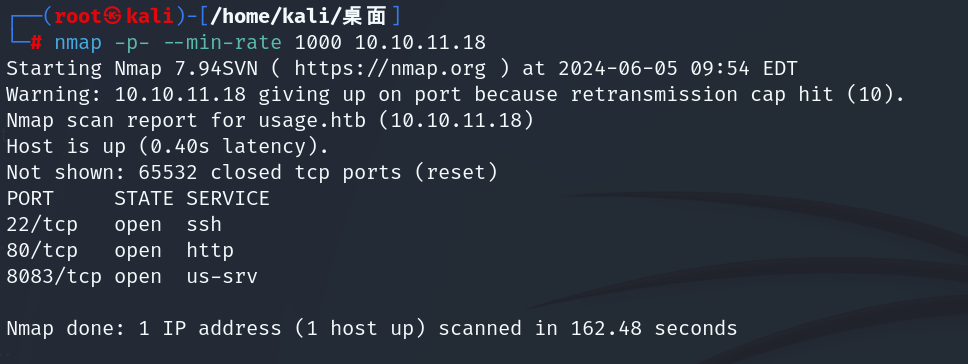 ┌──(root㉿kali)-[/home/kali/桌面]
└─# nmap -p- --min-rate 1000 10.10.11.18
Starting Nmap 7.94SVN ( https://nmap.org ) at 2024-06-05 09:54 EDT
Warning: 10.10.11.18 giving up on port because retransmission cap hit (10).
Nmap scan report for usage.htb (10.10.11.18)
Host is up (0.40s latency).
Not shown: 65532 closed tcp ports (reset)
PORT     STATE SERVICE
22/tcp   open  ssh
80/tcp   open  http
8083/tcp open  us-srv
Nmap done: 1 IP address (1 host up) scanned in 162.48 seconds